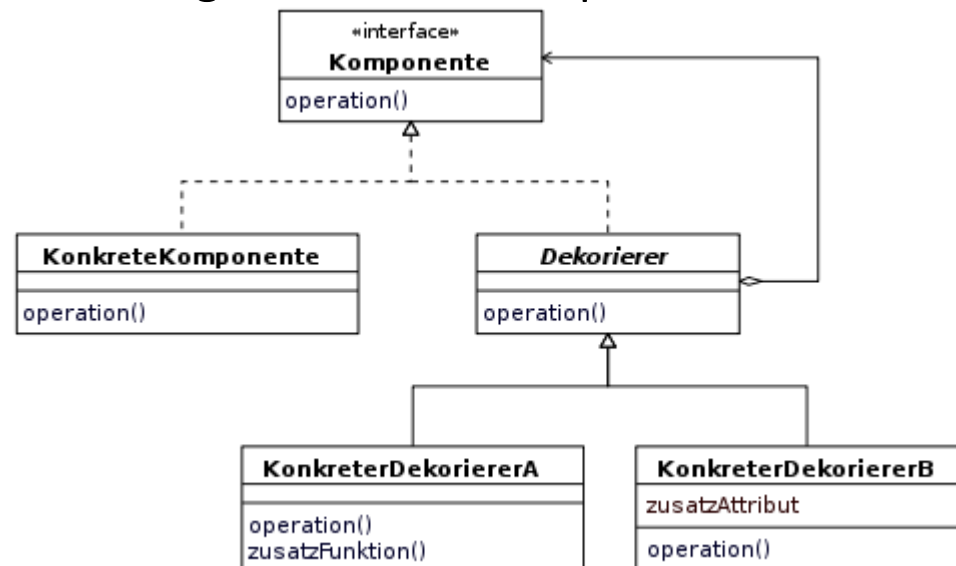 «interface»
Komponente
operation()
KonkreteKomponente
operation()
Dekorierer
operation()
KonkreterDekoriererA
operation()
zusatzFunktion()
KonkreterDekoriererB
zusatzAttribut
operation()